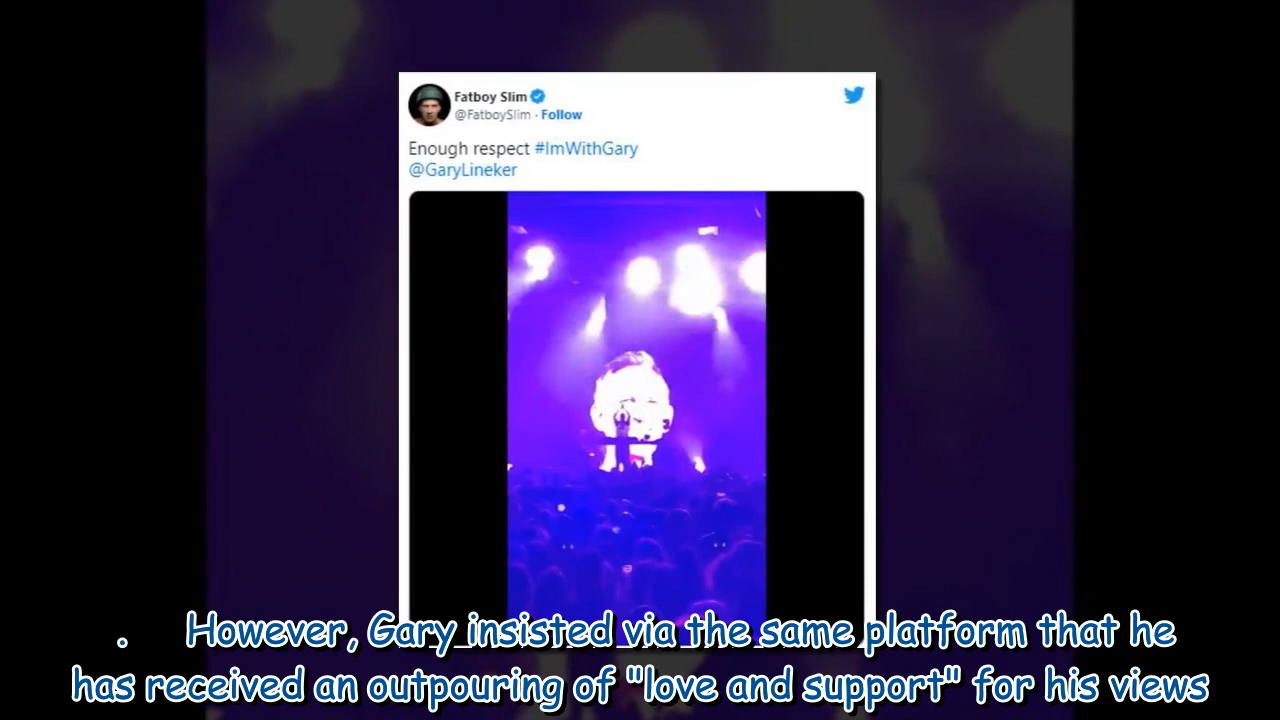 Fatboy Slim
@FatboySlim · Follow
Enough respect #ImWithGary
@GaryLineker
. However, Gary insisted via the same platform that he
has received an outpouring of "love and support" for his views